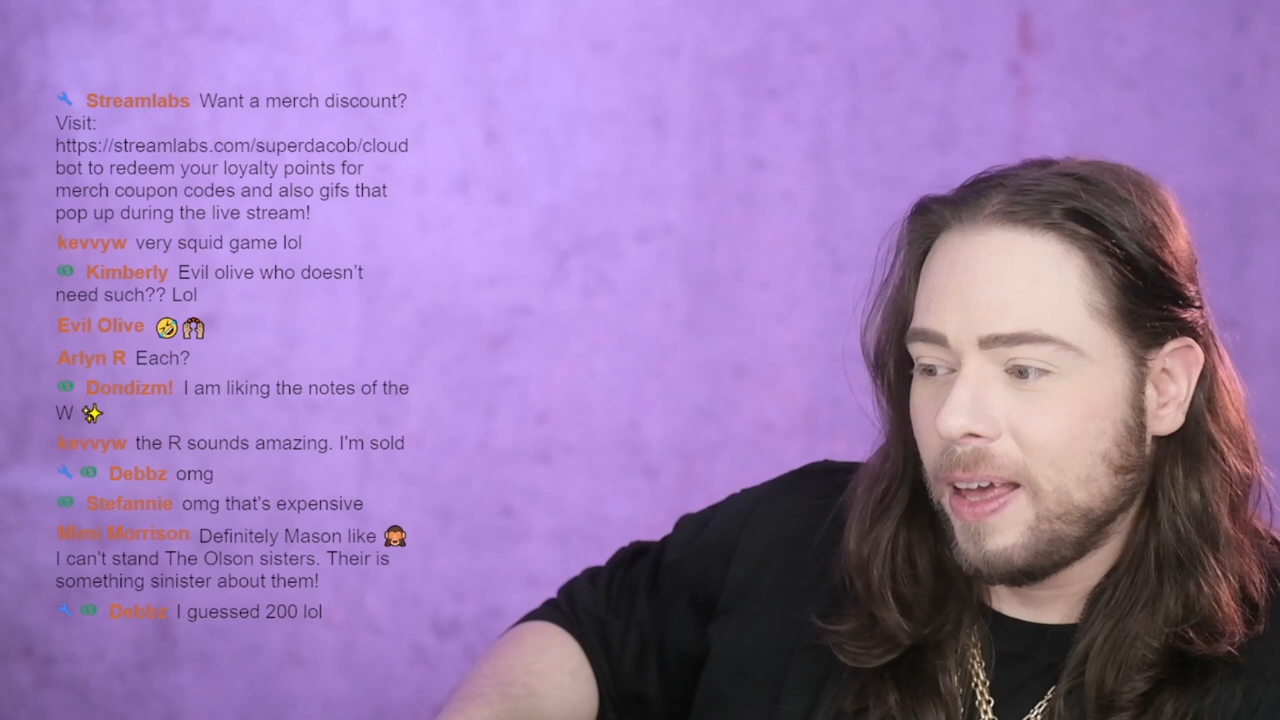 Streamlabs Want a merch discount?
Visit:
https://streamlabs.com/superdacob/cloud
bot to redeem your loyalty points for
merch coupon codes and also gifs that
pop up during the live stream!
kevvyw very squid game lol
Kimberly Evil olive who doesn't
need such?? Lol
Evil Olive 🤣🙌
Arlyn R Each?
Dondizm! I am liking the notes of the
W ✨
kevvyw the R sounds amazing. I'm sold
Debbz omg
Stefannie omg that's expensive
Mimi Morrison Definitely Mason like 🙈
I can't stand The Olson sisters. Their is
something sinister about them!
Debbz I guessed 200 lol